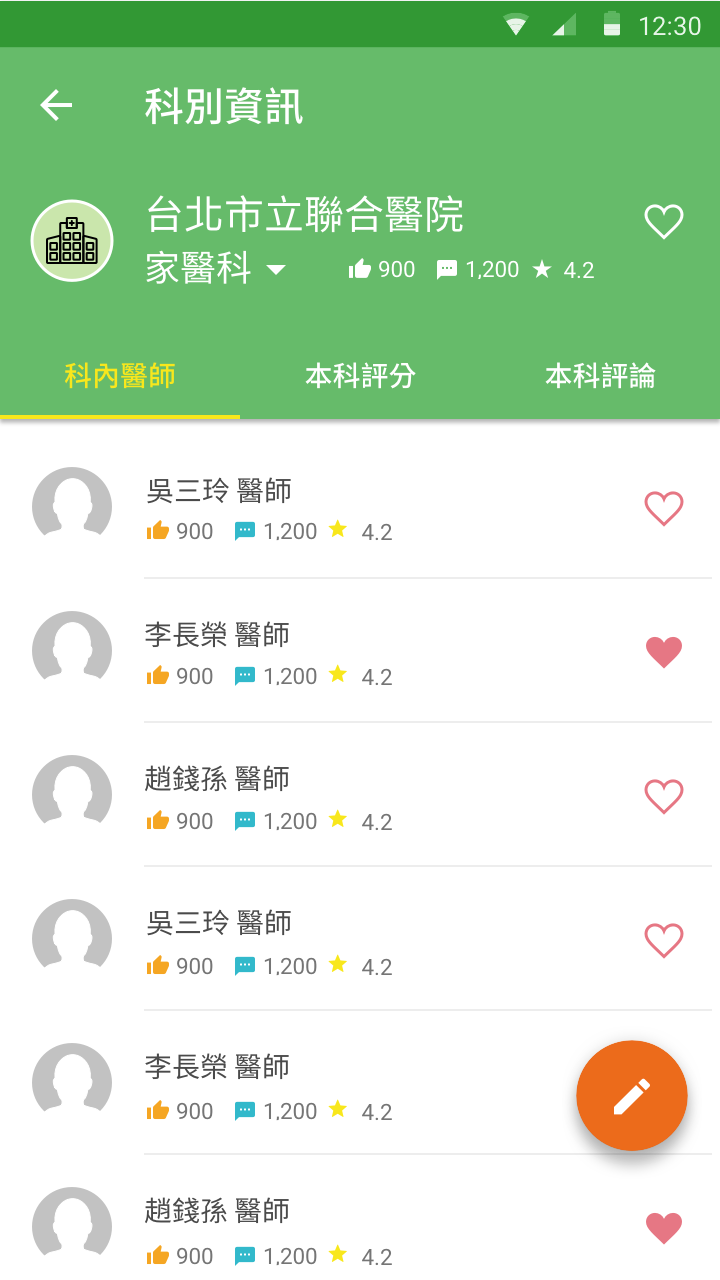 12:30
科別資訊
台北市立聯合醫院
家醫科 900 1,200 4.2
科內醫師 本科評分 本科評論
吳三玲 醫師
900 1,200 4.2
李長榮 醫師
900 1,200 4.2
趙錢孫 醫師
900 1,200 4.2
吳三玲 醫師
900 1,200 4.2
李長榮 醫師
900 1,200 4.2
趙錢孫 醫師
900 1,200 4.2